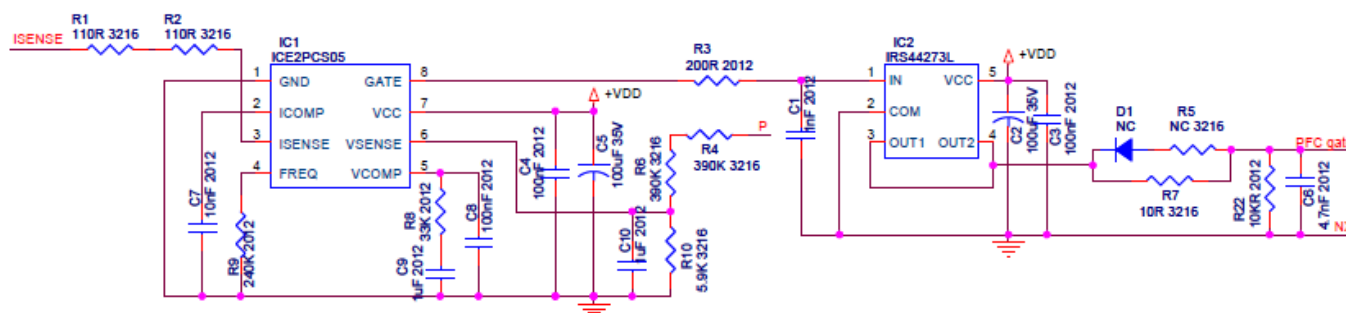 ISENSE
R1
110R 3216
R2
110R 3216
IC1
ICE2PCS05
1 GND
2 ICOMP
3 ISENSE
4 FREQ
GATE 8
VCC 7
VSENSE 6
VCOMP 5
C7
10nF 2012
R9
240K 2012
R8
33K 2012
C9
1uF 2012
C8
100nF 2012
C4
100nF 2012
+VDD
C5
100uF 35V
C10
1uF 2012
R6
390K 3216
R10
5.9K 3216
R4
390K 3216
P
R3
200R 2012
C1
1nF 2012
IC2
IRS44273L
1 IN
2 COM
3 OUT1
VCC 5
OUT2 4
+VDD
C2
100uF 35V
C3
100nF 2012
D1
NC
R5
NC 3216
R7
10R 3216
R22
10KR 2012
C6
4.7nF 2012
PFC gat